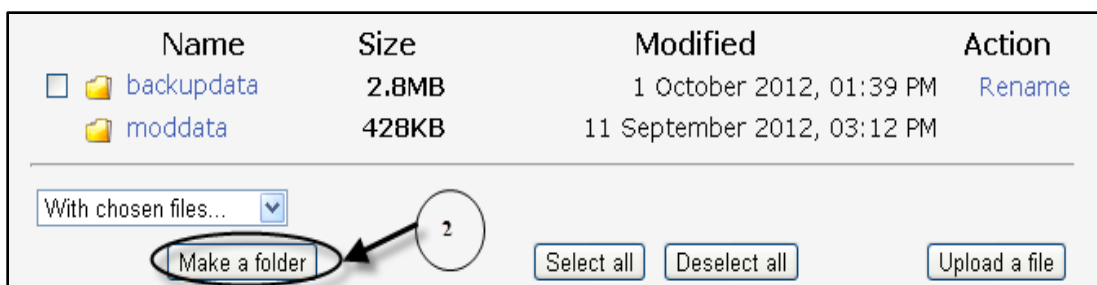 Name Size Modified Action
backupdata 2.8MB 1 October 2012, 01:39 PM Rename
moddata 428KB 11 September 2012, 03:12 PM
With chosen files...
2
Make a folder Select all Deselect all Upload a file